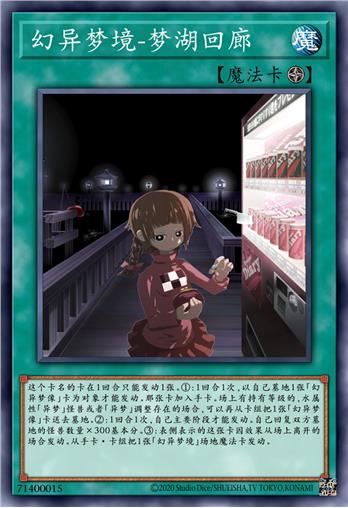 幻异梦境-梦湖回廊
魔
【魔法卡】
Diary
这个卡名的卡在1回合只能发动1张。①:1回合1次,以自己墓地1张「幻
异梦像」卡为对象才能发动。那张卡加入手卡。场上有持有等级的,水属
性「异梦」怪兽或者「异梦」调整存在的场合,可以再从卡组把1张「幻异梦
像」卡送去墓地。②:1回合1次,自己主要阶段才能发动。自己回复双方墓
地的怪兽数量×300基本分。③:表侧表示的这张卡因效果从场上离开的
场合发动。从手卡·卡组把1张「幻异梦境」场地魔法卡发动。
71400015
©2020 Studio Dice/SHUEISHA,TV TOKYO,KONAMI